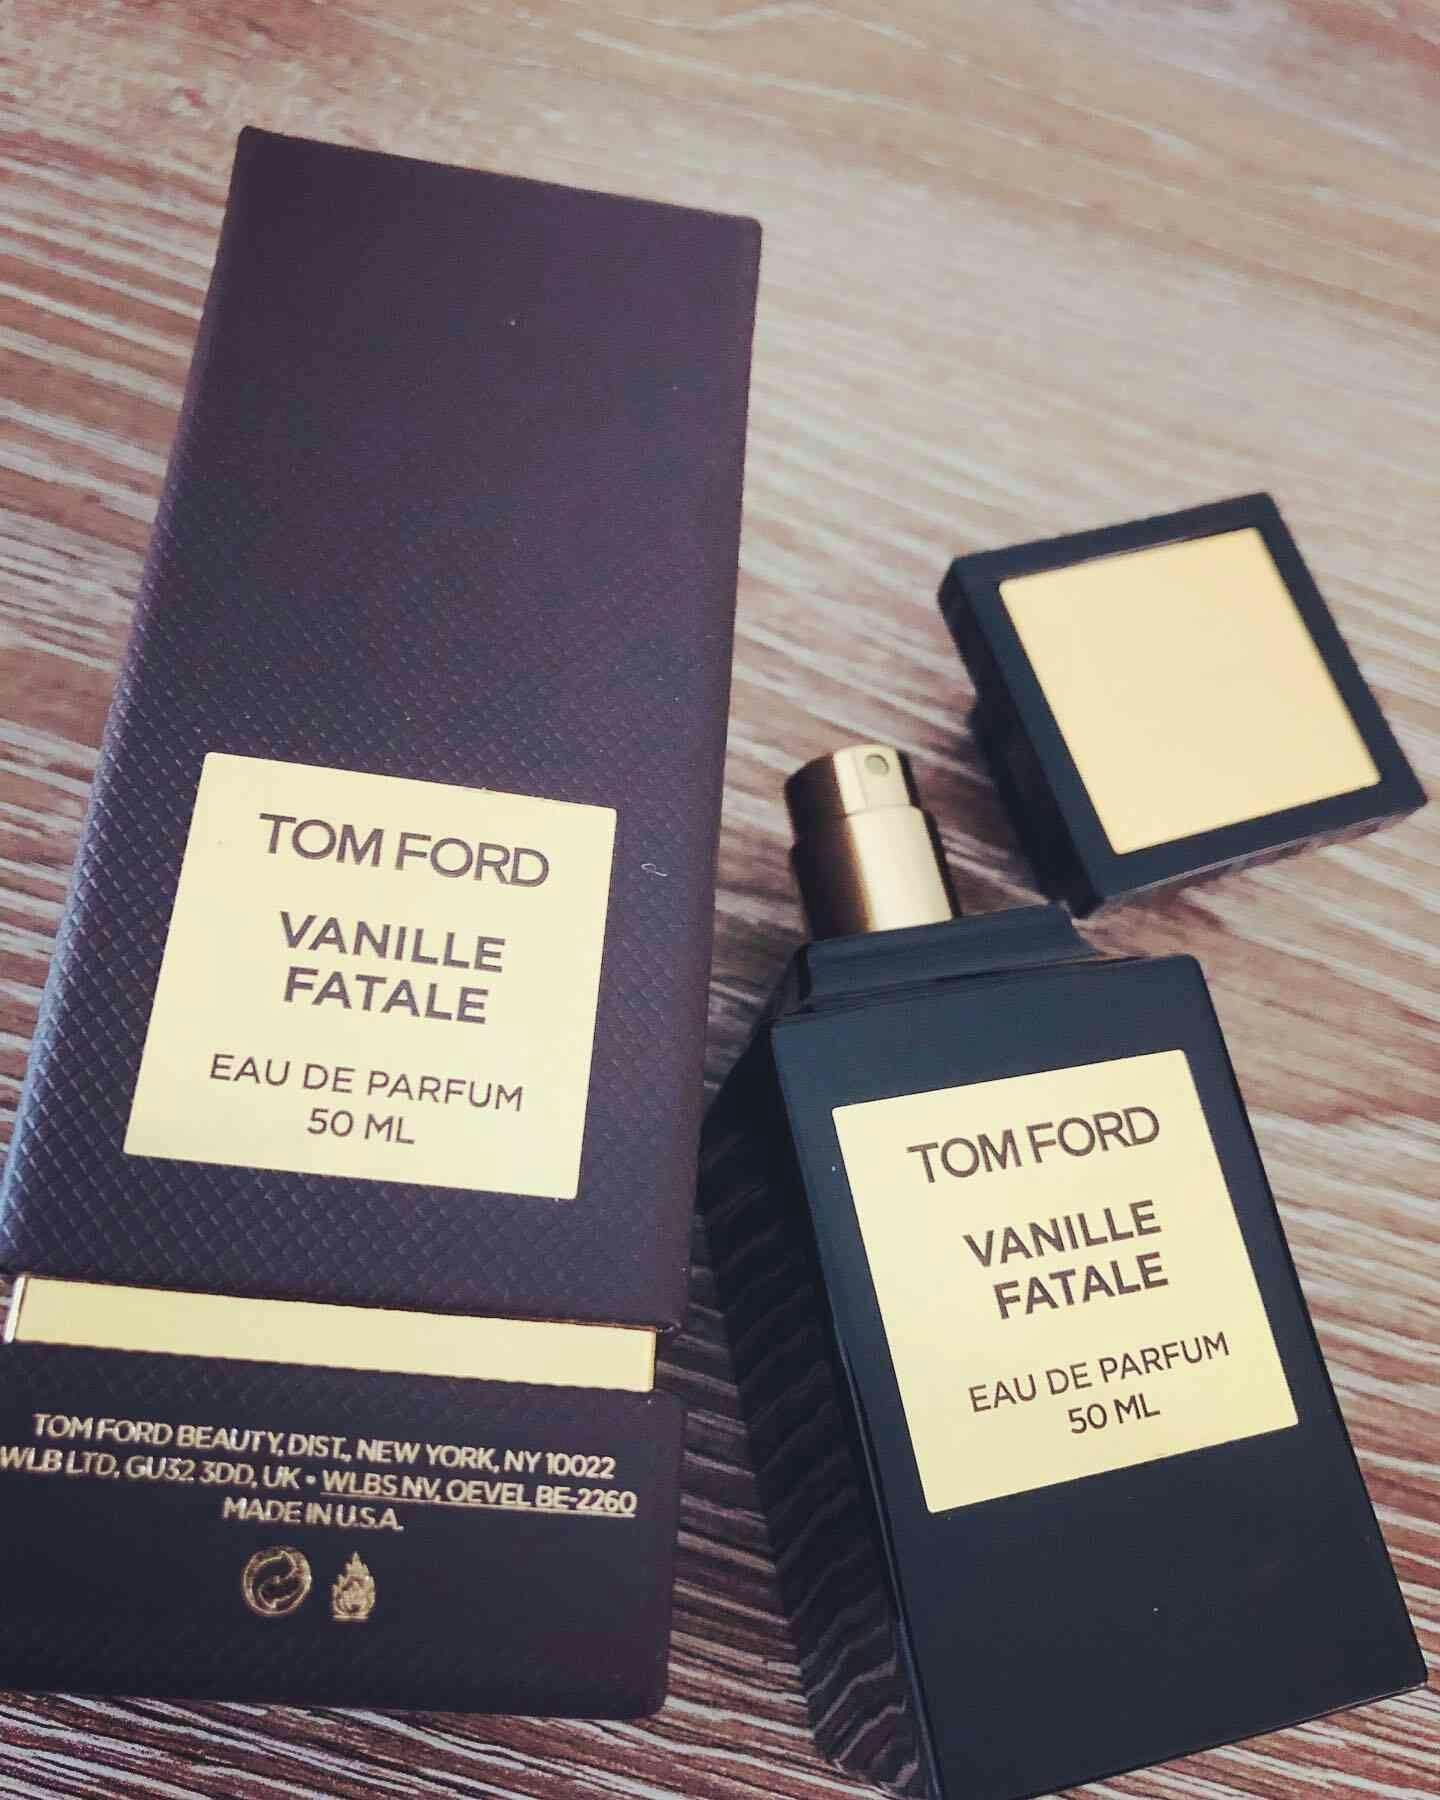 TOM FORD
VANILLE
FATALE
EAU DE PARFUM
50 ML
TOM FORD BEAUTY, DIST., NEW YORK, NY 10022
WLB LTD, GU32 3DD, UK • WLBS NV, OEVEL BE-2260
MADE IN U.S.A.
TOM FORD
VANILLE
FATALE
EAU DE PARFUM
50 ML